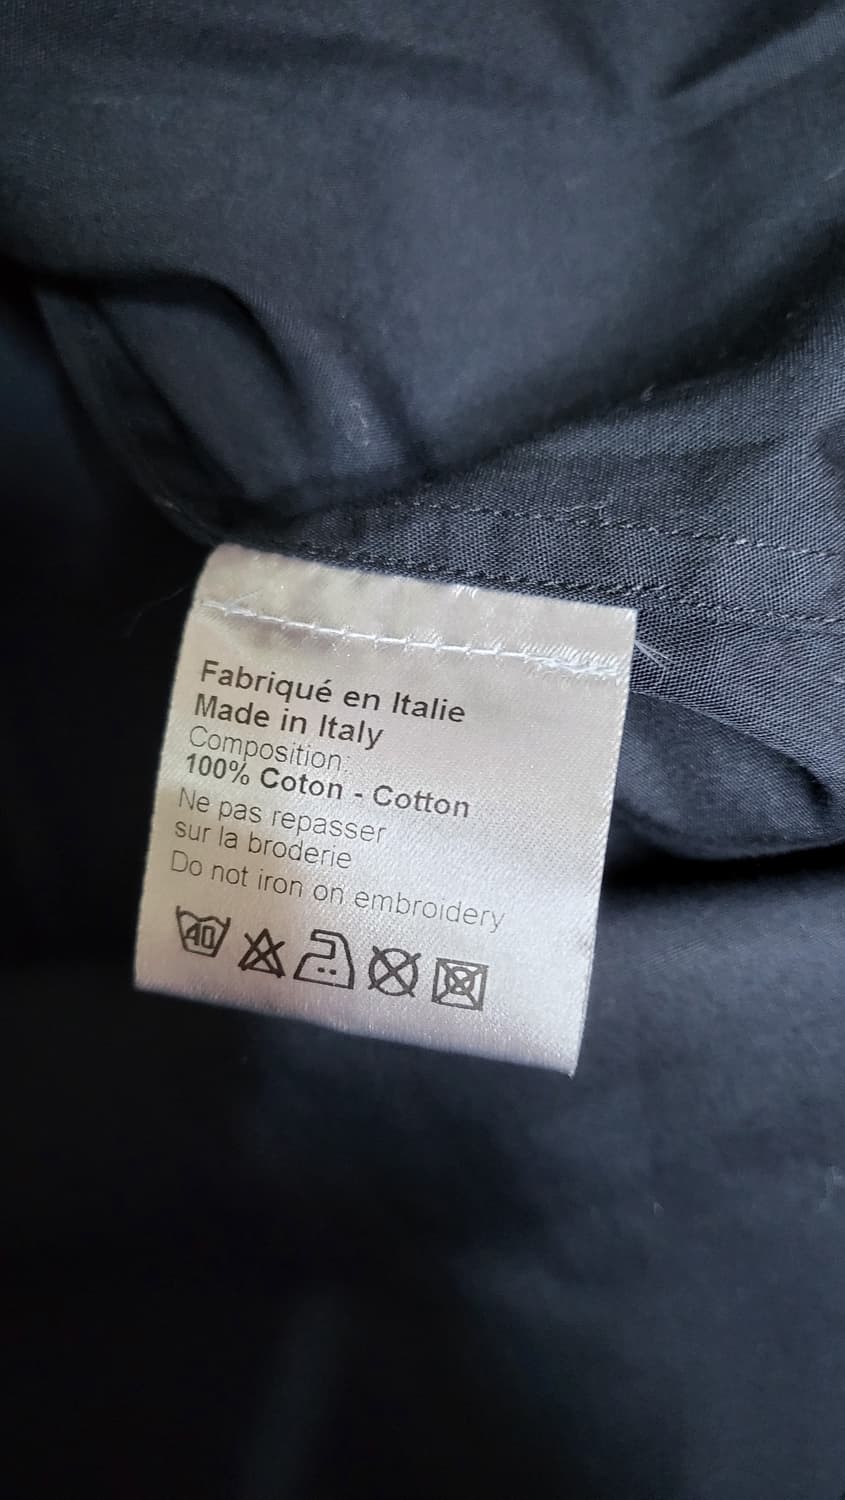 Fabriqué en Italie
Made in Italy
Composition:
100% Coton - Cotton
Ne pas repasser
sur la broderie
Do not iron on embroidery
40